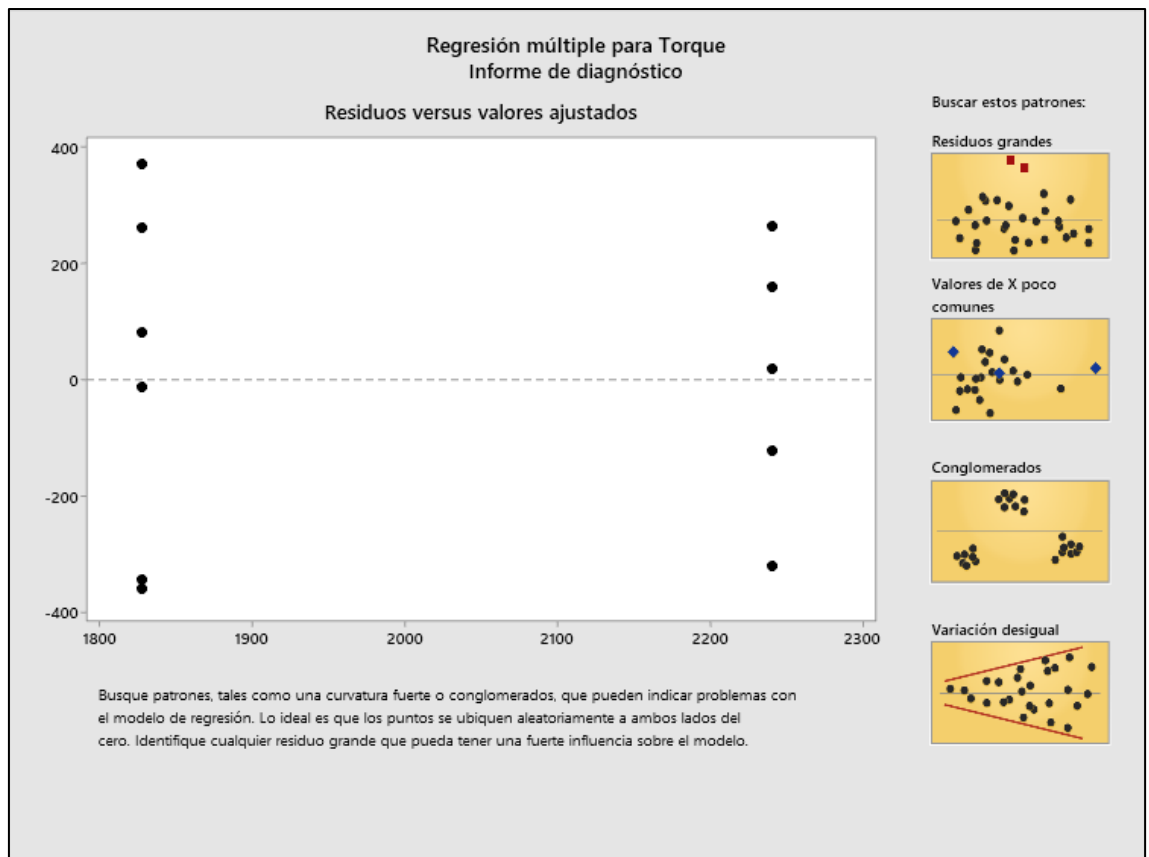 Regresión múltiple para Torque
Informe de diagnóstico
Residuos versus valores ajustados
400
200
0
-200
-400
1800
1900
2000
2100
2200
2300
Busque patrones, tales como una curvatura fuerte o conglomerados, que pueden indicar problemas con
el modelo de regresión. Lo ideal es que los puntos se ubiquen aleatoriamente a ambos lados del
cero. Identifique cualquier residuo grande que pueda tener una fuerte influencia sobre el modelo.
Buscar estos patrones:
Residuos grandes
Valores de X poco
comunes
Conglomerados
Variación desigual